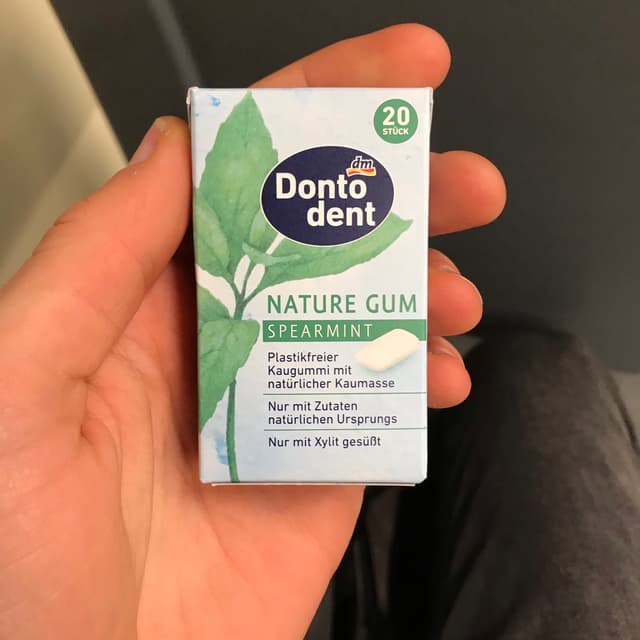 20
STÜCK
dm
Donto
dent
NATURE GUM
SPEARMINT
Plastikfreier
Kaugummi mit
natürlicher Kaumasse
Nur mit Zutaten
natürlichen Ursprungs
Nur mit Xylit gesüßt